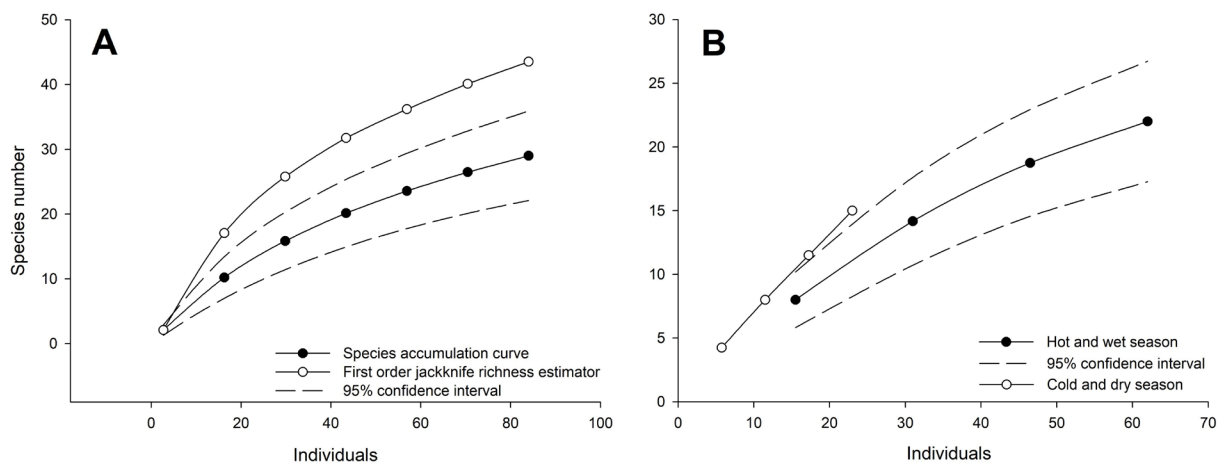 A
Species number
50
40
30
20
10
0
0
20
40
60
80
100
Individuals
Species accumulation curve
First order jackknife richness estimator
95% confidence interval
B
30
25
20
15
10
5
0
0
10
20
30
40
50
60
70
Individuals
Hot and wet season
95% confidence interval
Cold and dry season